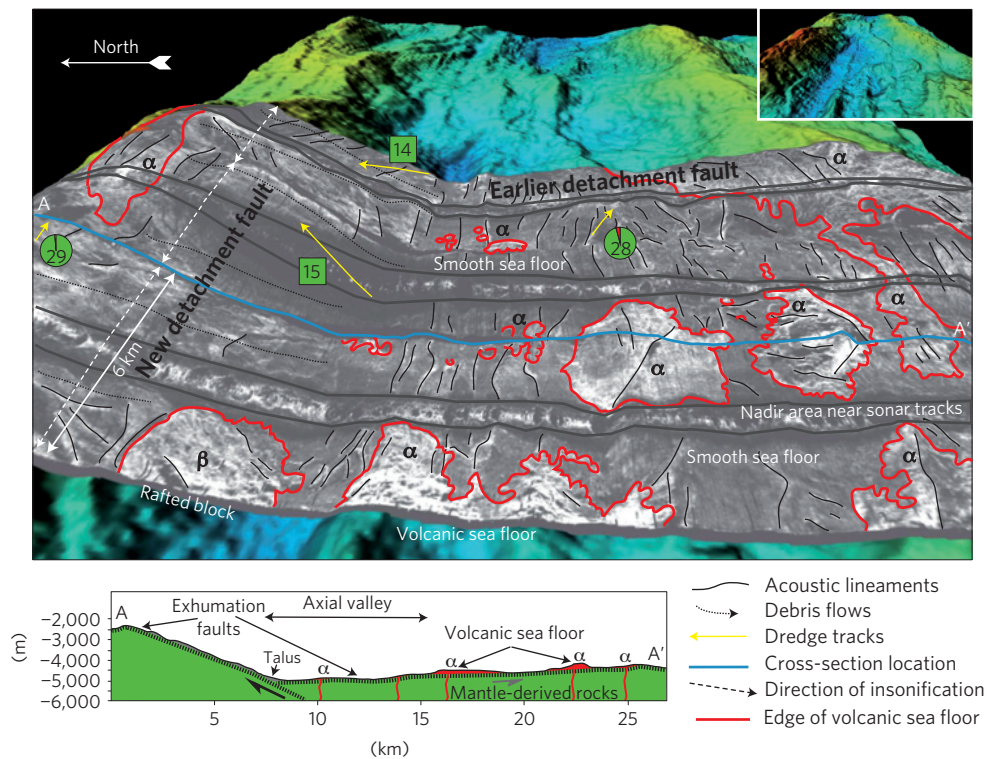 North
14
α
α
Earlier detachment fault
A
New detachment fault
29
28
α
Smooth sea floor
15
α
α
α
α
A'
6 km
Nadir area near sonar tracks
β
α
Smooth sea floor
α
Rafted block
Volcanic sea floor
A
Exhumation
faults
Axial valley
Volcanic sea floor
A'
−2,000
−3,000
−4,000
−5,000
−6,000
(m)
Talus
α
α
α
α
Mantle-derived rocks
5
10
15
20
25
(km)
Acoustic lineaments
Debris flows
Dredge tracks
Cross-section location
Direction of insonification
Edge of volcanic sea floor